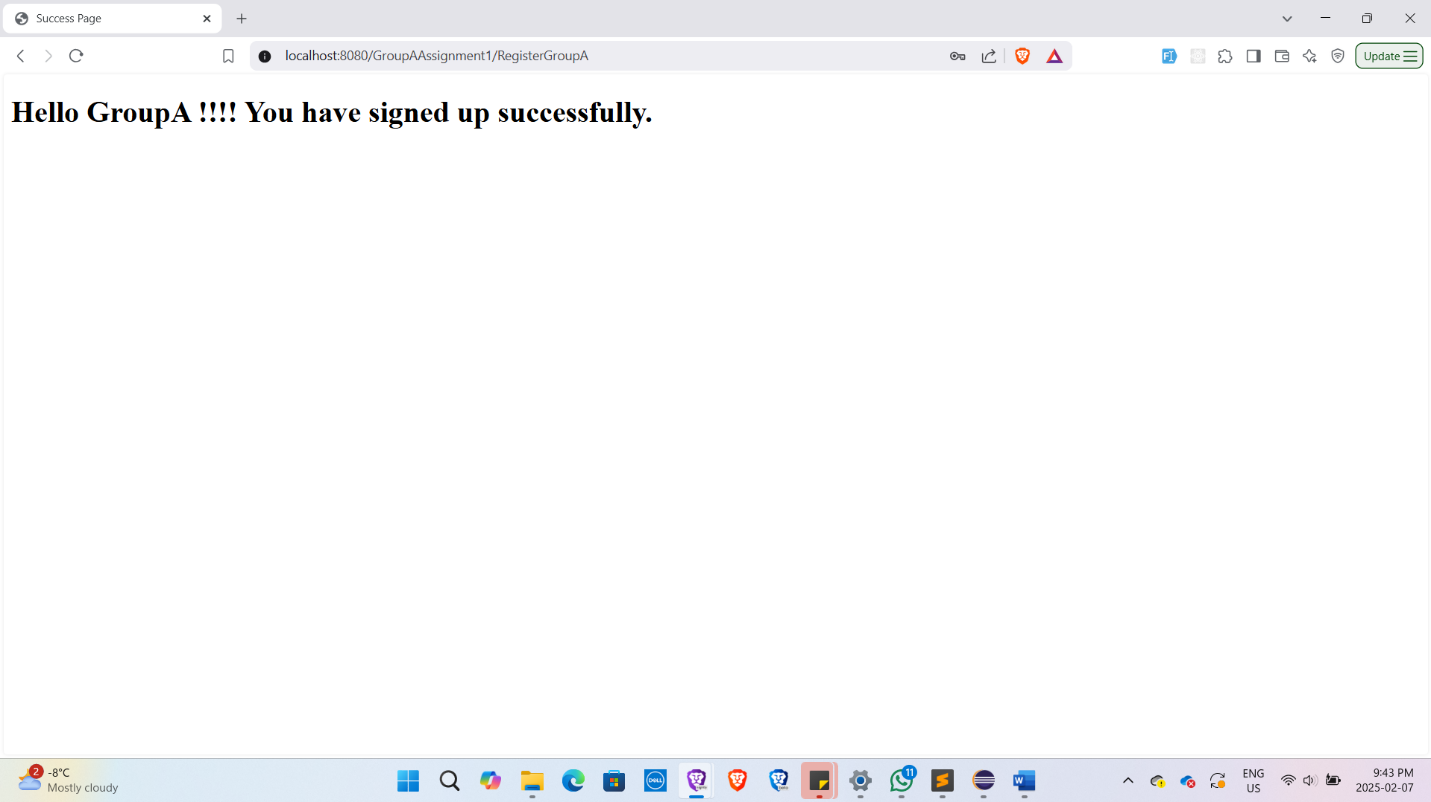 Success Page
localhost:8080/GroupAAssignment1/RegisterGroupA
Update
Hello GroupA !!!! You have signed up successfully.
2
-8°C
Mostly cloudy
DELL
11
W
ENG
US
9:43 PM
2025-02-07